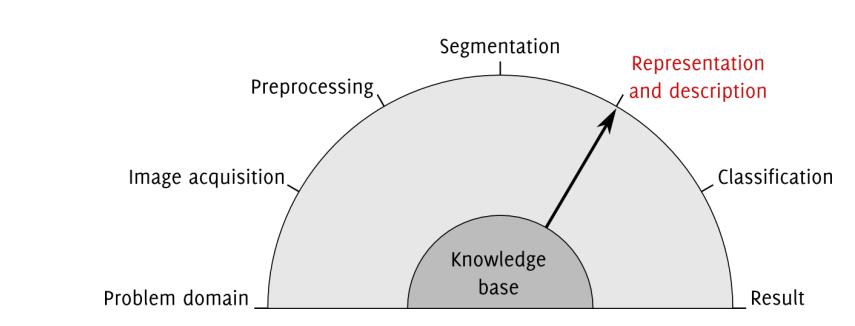 Segmentation
Representation
and description
Preprocessing
Image acquisition
Classification
Knowledge
base
Problem domain
Result